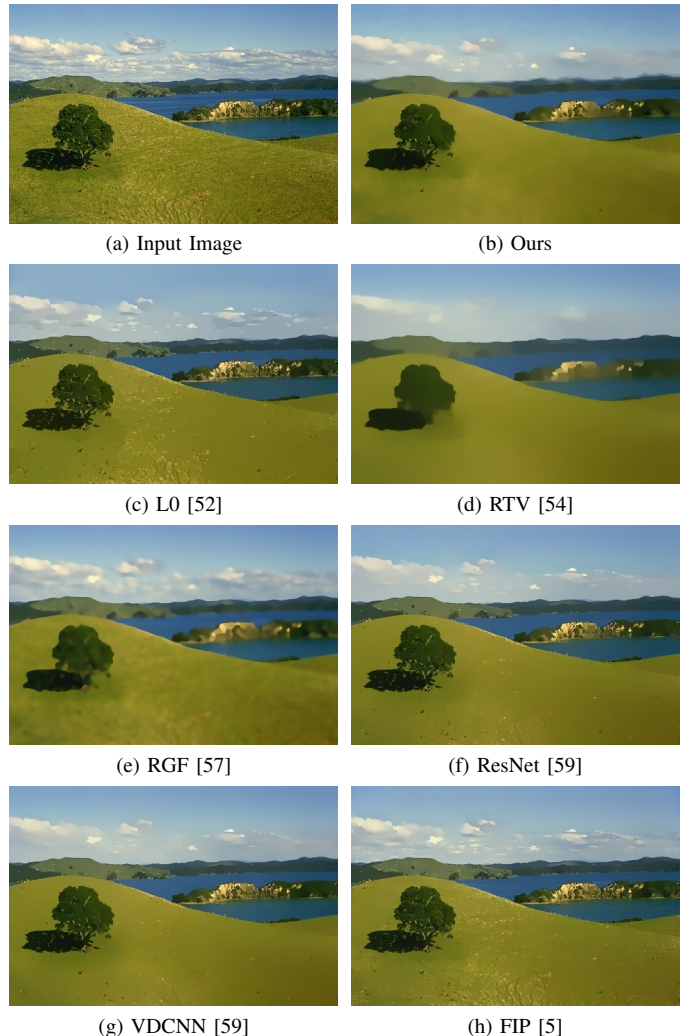 (a) Input Image
(b) Ours
(c) L0 [52]
(d) RTV [54]
(e) RGF [57]
(f) ResNet [59]
(g) VDCNN [59]
(h) FIP [5]